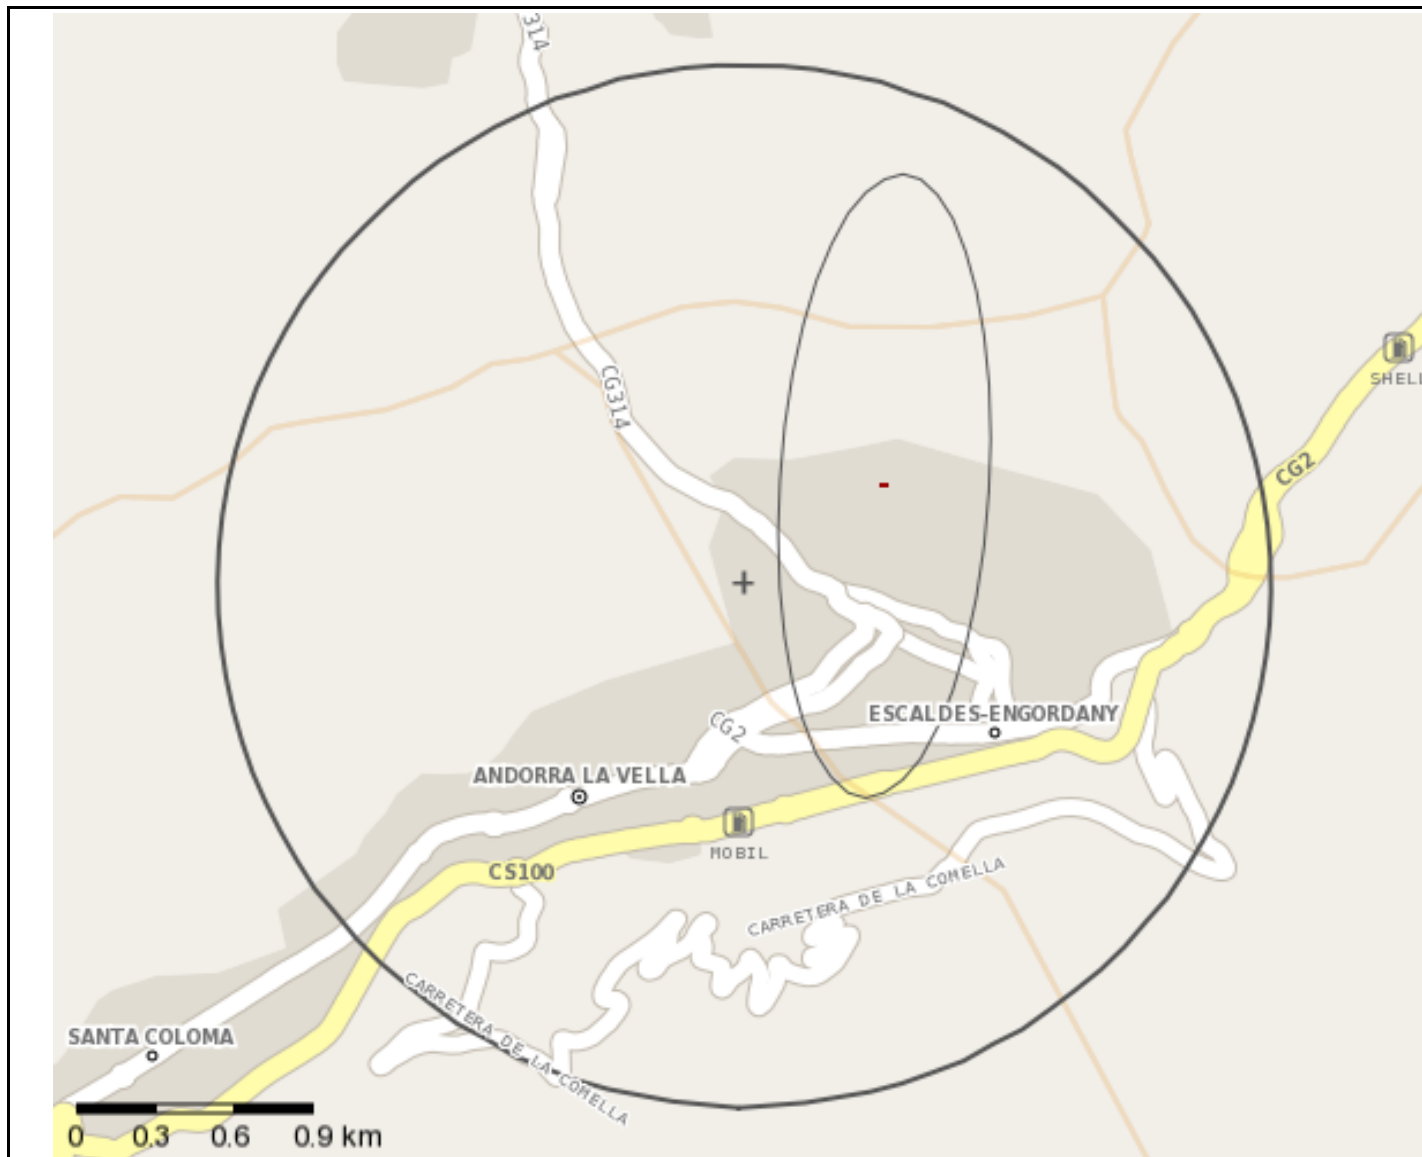 314
SHELL
CG314
CG2
ESCALDES-ENGORDANY
CG2
ANDORRA LA VELLA
MOBIL
CS100
CARRETERA DE LA COMELLA
CARRETERA DE LA COMELLA
SANTA COLOMA
0 0.3 0.6 0.9 km